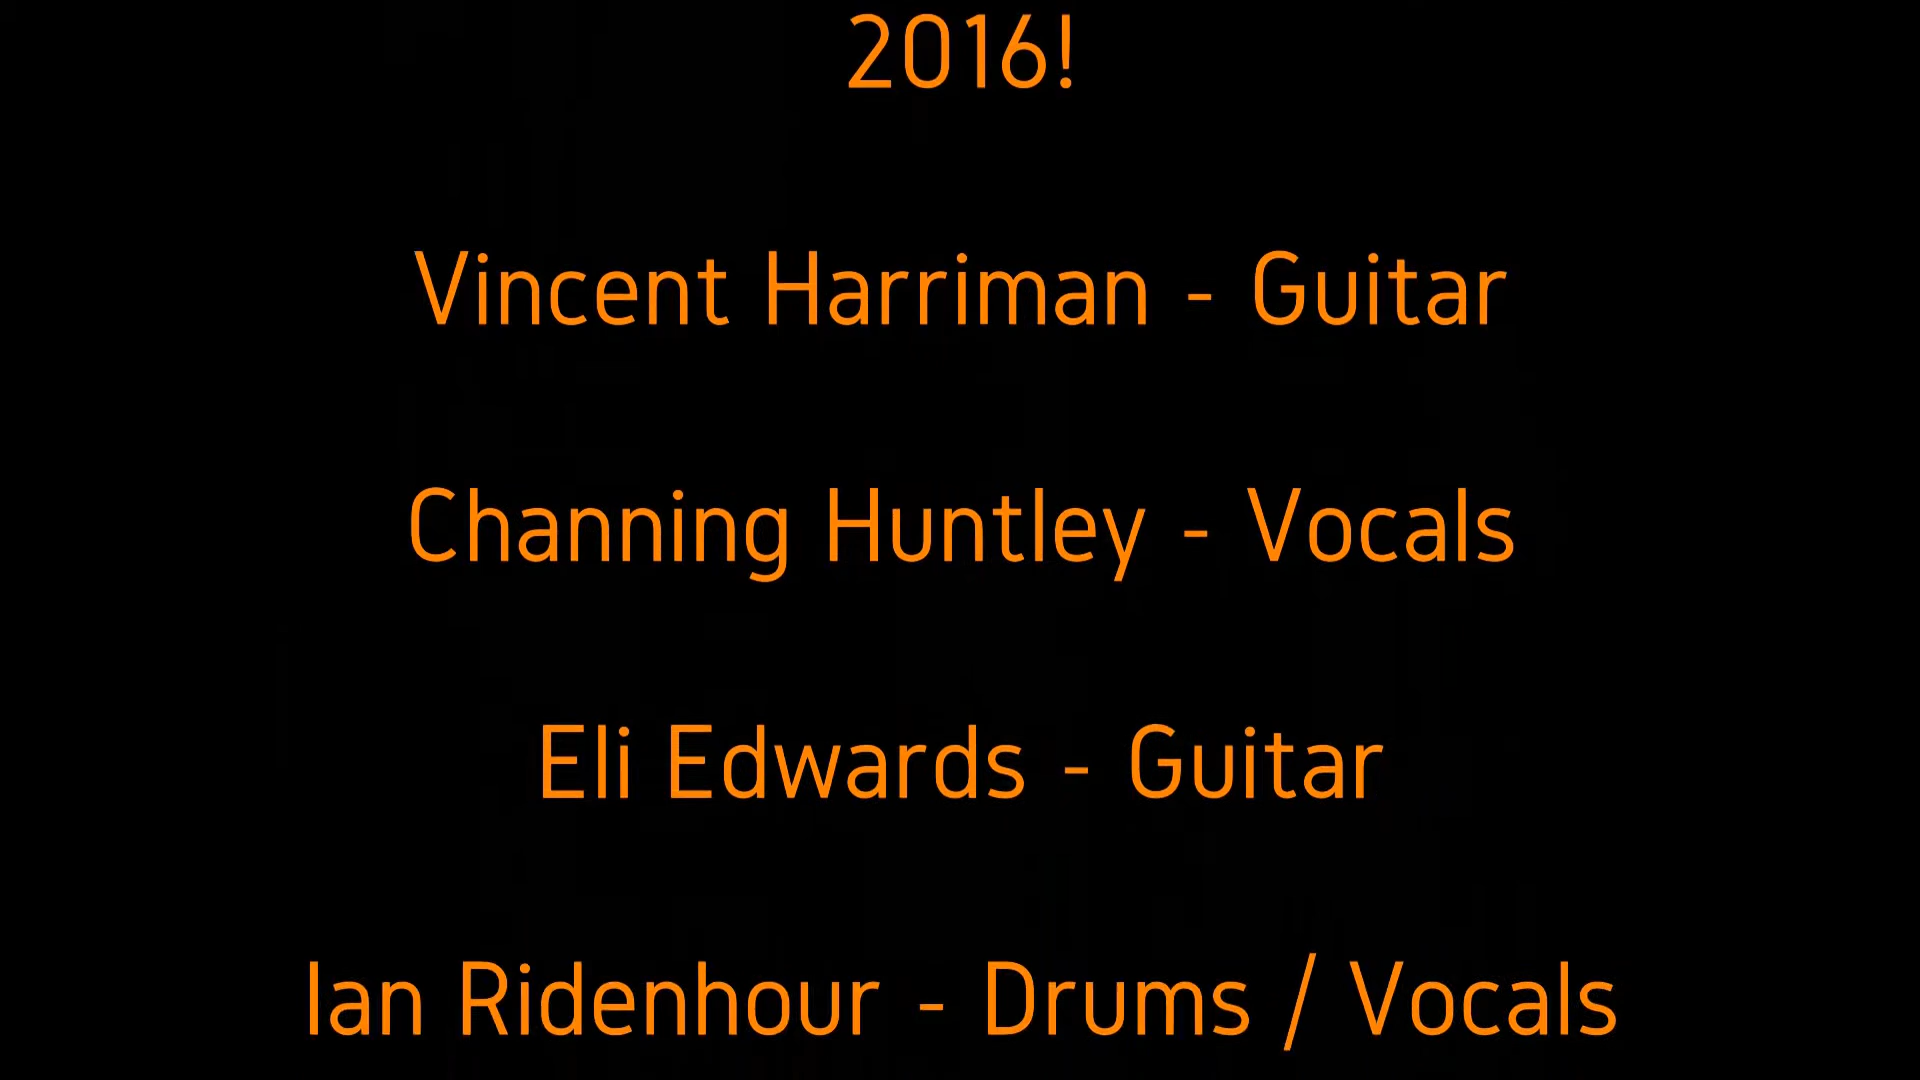 2016!
Vincent Harriman - Guitar
Channing Huntley - Vocals
Eli Edwards - Guitar
Ian Ridenhour - Drums / Vocals